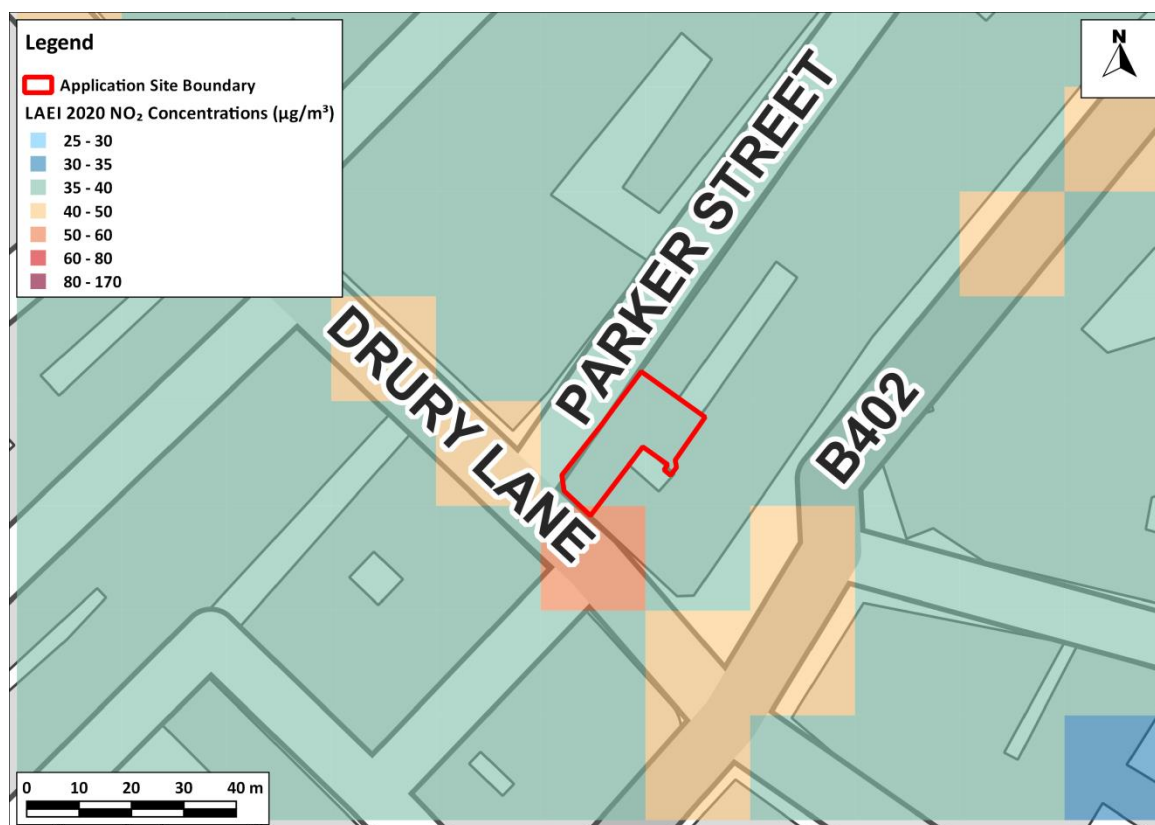 Legend
Application Site Boundary
LAEI 2020 NO₂ Concentrations (µg/m³)
25 - 30
30 - 35
35 - 40
40 - 50
50 - 60
60 - 80
80 - 170
N
PARKER STREET
DRURY LANE
B402
0 10 20 30 40 m